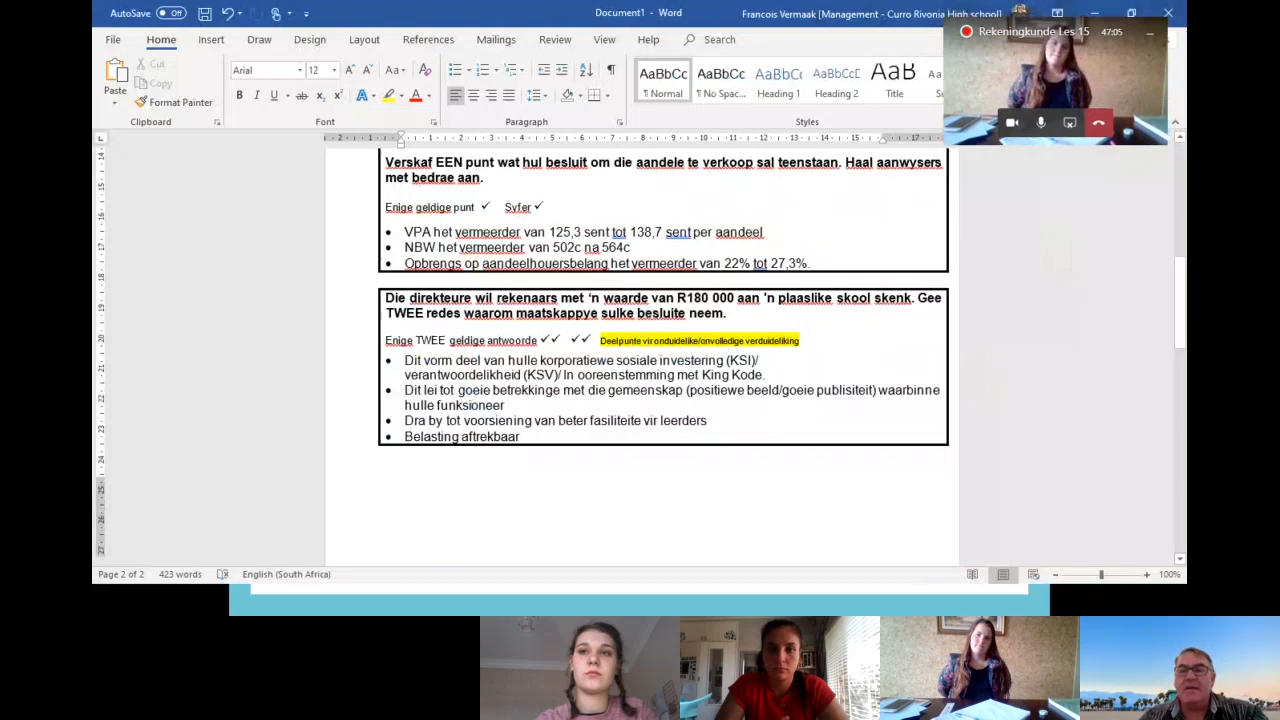 AutoSave Off
Francois Vermaak [Management - Curro Rivonia High school]
Rekeningkunde Les 15 47:05
File Home Insert Draw Design Layout References Mailings Review View Help Search
Paste Cut
Copy
Format Painter
Clipboard
Arial 12
Font
Paragraph
AaBbCc AaBbCc AaBbCc AaBbCcD AaB
¶ Normal ¶ No Spac... Heading 1 Heading 2 Title
Styles
Verskaf EEN punt wat hul besluit om die aandele te verkoop sal teenstaan. Haal aanwysers
met bedrae aan.
Enige geldige punt ✓ Syfer ✓
• VPA het vermeerder van 125,3 sent tot 138,7 sent per aandeel
• NBW het vermeerder van 502c na 564c
• Opbrengs op aandeelhouersbelang het vermeerder van 22% tot 27,3%.
Die direkteure wil rekenaars met ‘n waarde van R180 000 aan 'n plaaslike skool skenk. Gee
TWEE redes waarom maatskappye sulke besluite neem.
Enige TWEE geldige antwoorde ✓✓ ✓✓ Deelpunte vir onduidelike/onvolledige verduideliking
• Dit vorm deel van hulle korporatiewe sosiale investering (KSI)/
verantwoordelikheid (KSV)/ In ooreenstemming met King Kode.
• Dit lei tot goeie betrekkinge met die gemeenskap (positiewe beeld/goeie publisiteit) waarbinne
hulle funksioneer
• Dra by tot voorsiening van beter fasiliteite vir leerders
• Belasting aftrekbaar
Page 2 of 2 423 words English (South Africa) 100%